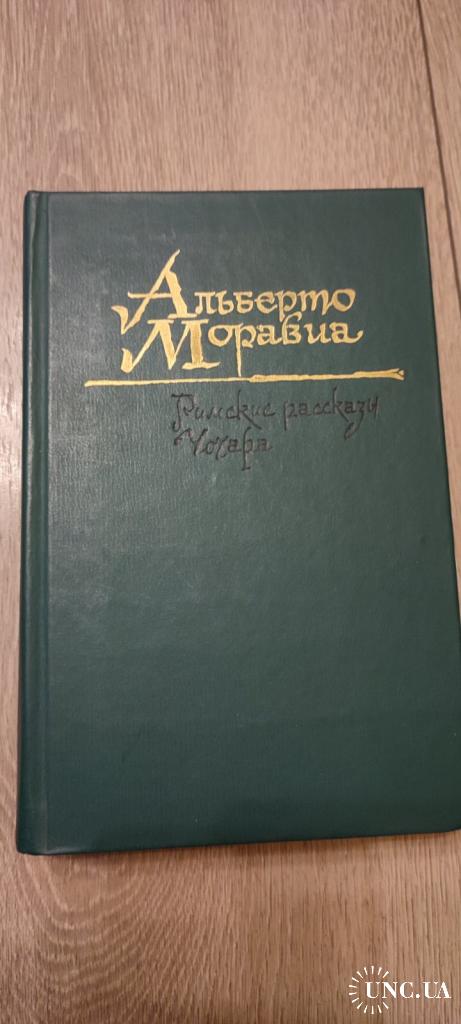 Альберто
Моравиа
Римские рассказы
Чочара
UNC.UA